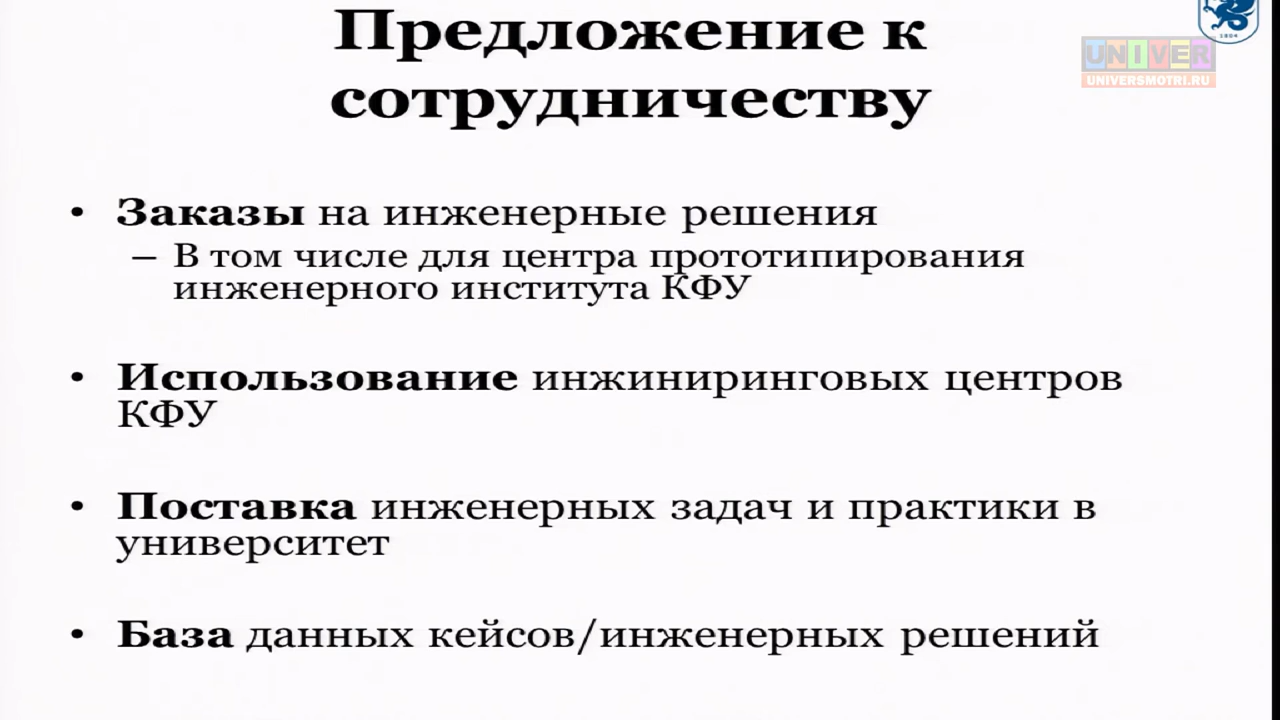 Предложение к
сотрудничеству
1804
UNIVER
UNIVERSMOTRI.RU
• Заказы на инженерные решения
– В том числе для центра прототипирования
инженерного института КФУ
• Использование инжиниринговых центров
КФУ
• Поставка инженерных задач и практики в
университет
• База данных кейсов/инженерных решений